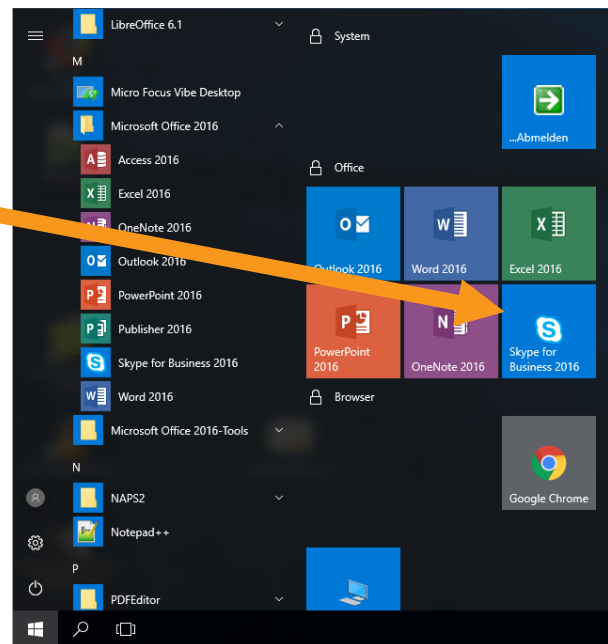 LibreOffice 6.1
M
Micro Focus Vibe Desktop
Microsoft Office 2016
Access 2016
Excel 2016
OneNote 2016
Outlook 2016
PowerPoint 2016
Publisher 2016
Skype for Business 2016
Word 2016
Microsoft Office 2016-Tools
N
NAPS2
Notepad++
P
PDFEditor
System
...Abmelden
Office
Outlook 2016
Word 2016
Excel 2016
PowerPoint
2016
OneNote 2016
Skype for
Business 2016
Browser
Google Chrome